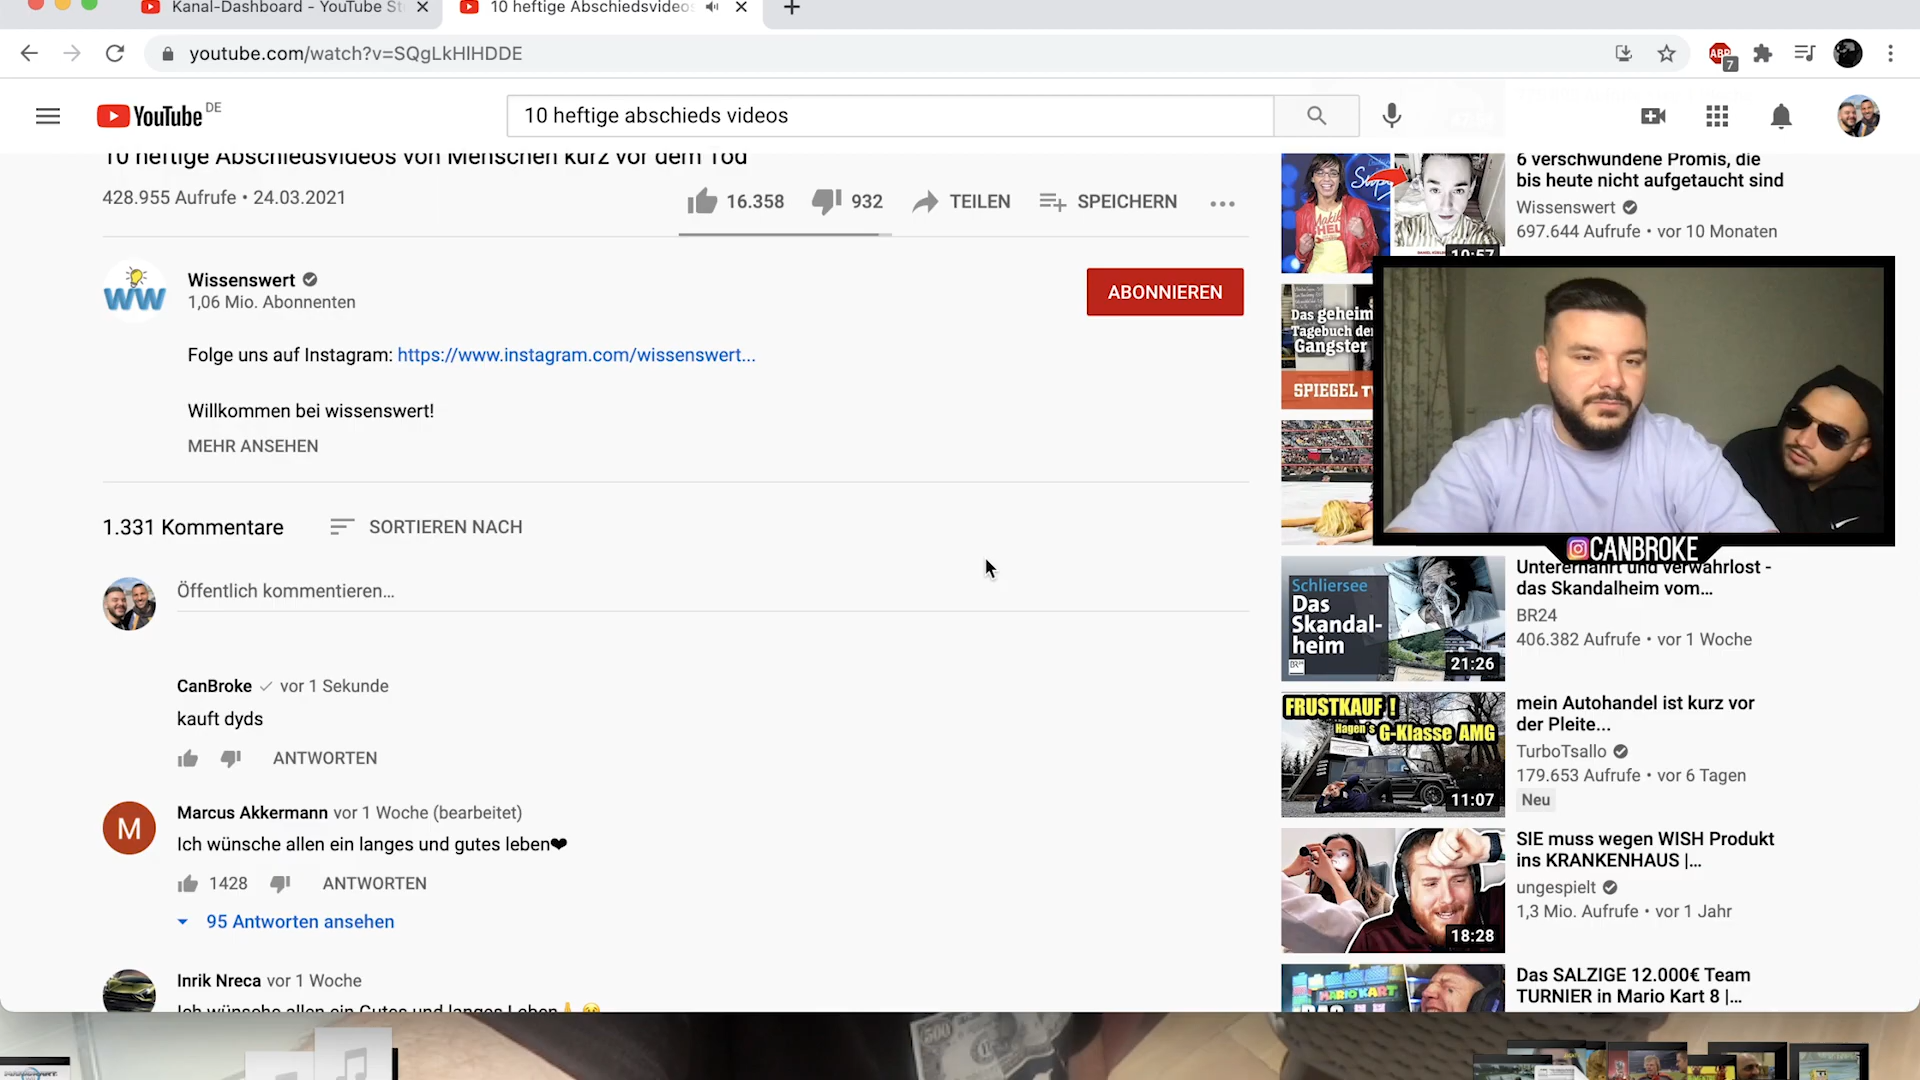 Kanal-Dashboard - YouTube St
10 heftige Abschiedsvideos
youtube.com/watch?v=SQgLkHIHDDE
ABP
7
YouTube DE
10 heftige abschieds videos
10 heftige Abschiedsvideos von Menschen kurz vor dem Tod
428.955 Aufrufe • 24.03.2021
16.358
932
TEILEN
SPEICHERN
WW
Wissenswert
1,06 Mio. Abonnenten
ABONNIEREN
Folge uns auf Instagram: https://www.instagram.com/wissenswert...
Willkommen bei wissenswert!
MEHR ANSEHEN
1.331 Kommentare
SORTIEREN NACH
Öffentlich kommentieren...
CanBroke vor 1 Sekunde
kauft dyds
ANTWORTEN
M
Marcus Akkermann vor 1 Woche (bearbeitet)
Ich wünsche allen ein langes und gutes leben❤
1428
ANTWORTEN
95 Antworten ansehen
Inrik Nreca vor 1 Woche
Ich wünsche allen ein Gutes und langes Leben
6 verschwundene Promis, die
bis heute nicht aufgetaucht sind
Wissenswert
697.644 Aufrufe • vor 10 Monaten
10:57
Das geheim
Tagebuch der
Gangster
SPIEGEL T
CANBROKE
Unterernährt und verwahrlost -
das Skandalheim vom...
BR24
406.382 Aufrufe • vor 1 Woche
Schliersee
Das
Skandal-
heim
BR
21:26
mein Autohandel ist kurz vor
der Pleite...
TurboTsallo
179.653 Aufrufe • vor 6 Tagen
Neu
FRUSTKAUF !
Hagen's
G-Klasse AMG
11:07
SIE muss wegen WISH Produkt
ins KRANKENHAUS |...
ungespielt
1,3 Mio. Aufrufe • vor 1 Jahr
18:28
Das SALZIGE 12.000€ Team
TURNIER in Mario Kart 8 |...
MARIO KART